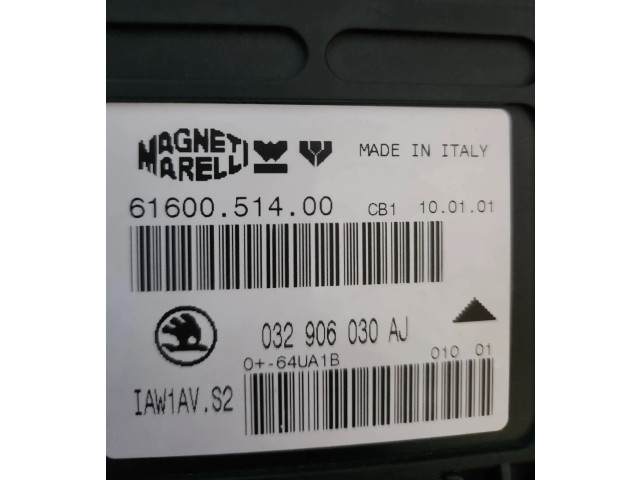 MAGNETI MARELLI MADE IN ITALY
61600.514.00 CB1 10.01.01
032 906 030 AJ
0+-64UA1B 010 01
IAW1AV.S2